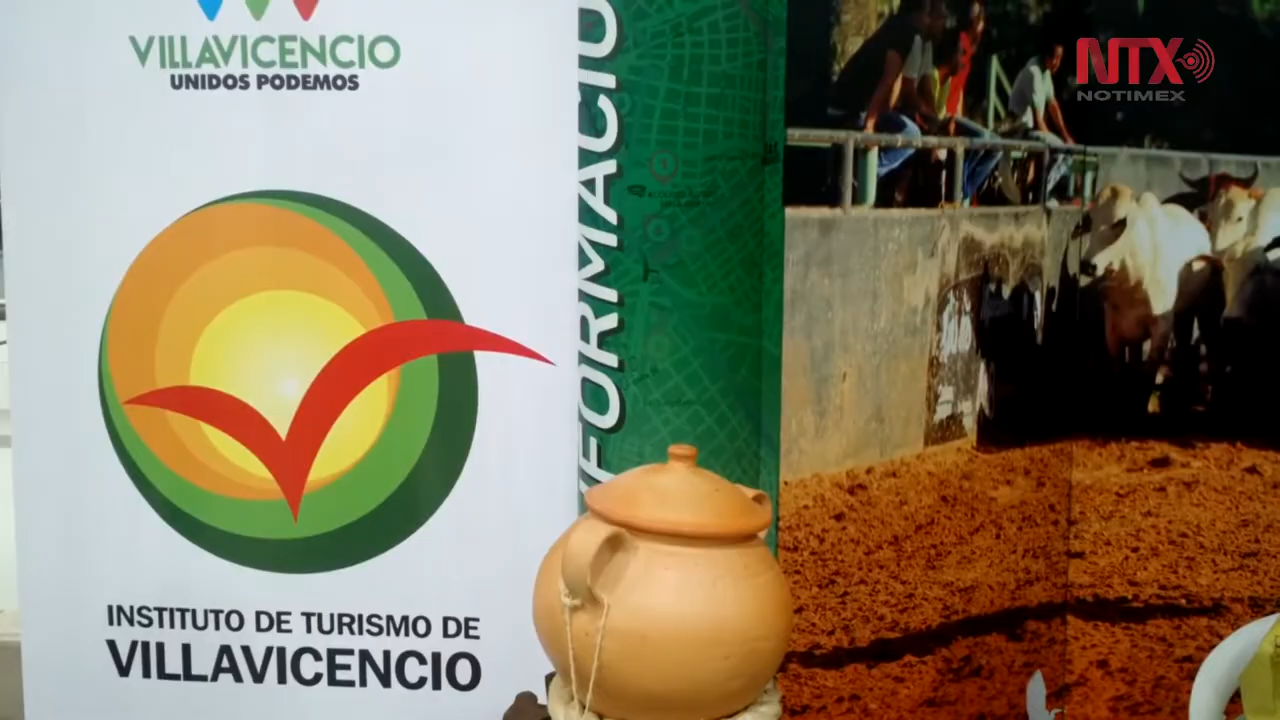 VILLAVICENCIO
UNIDOS PODEMOS
INSTITUTO DE TURISMO DE
VILLAVICENCIO
FORMACIÓ
NTX
NOTIMEX